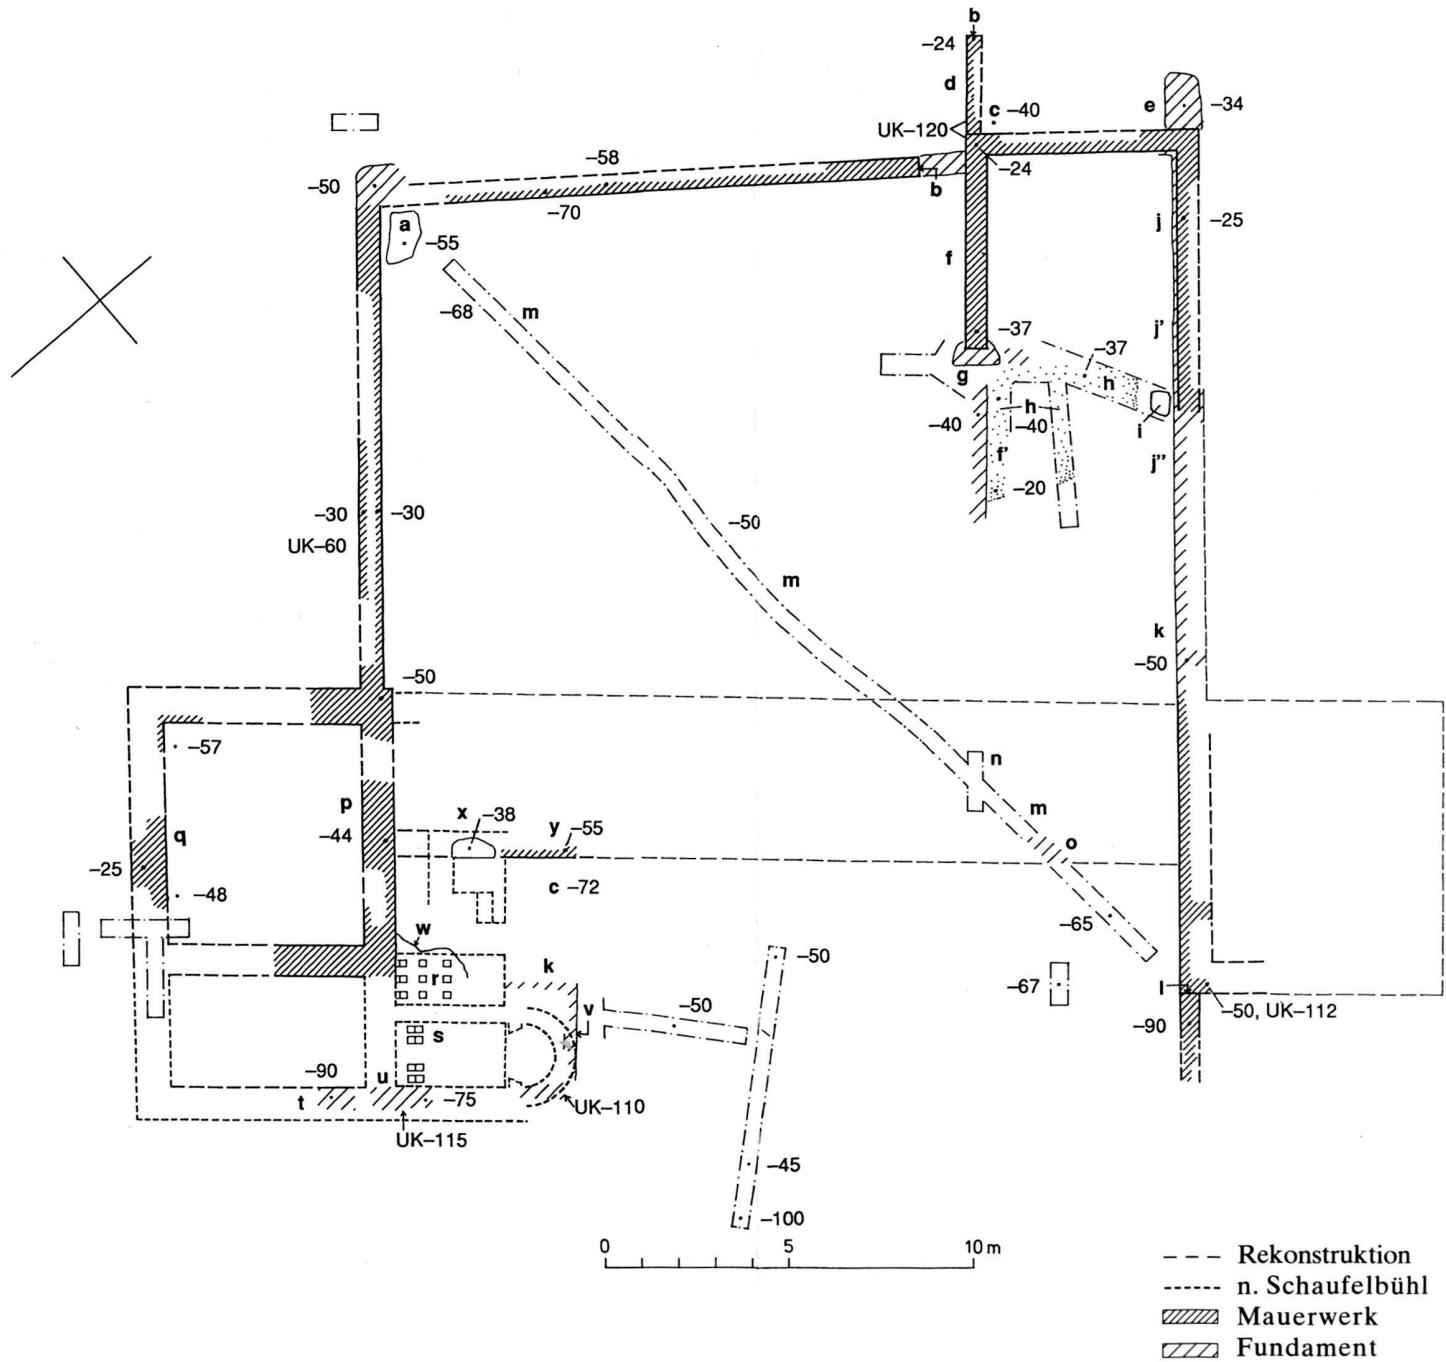 b
–24
d
c –40
e –34
UK–120
–58
–24
–50
b
–70
a
–55
j –25
f
–68
m
–37
j'
–37
g
h
h
–40
–40
i
f'
j''
–20
–30
–30
–50
UK–60
m
k
–50
–50
–57
n
p
x
–38
m
q
–44
y
–55
o
–25
c –72
–48
w
–65
k
–50
r
v
–50
–67
l
–50, UK–112
s
–90
–90
u
t
–75
UK–110
UK–115
–45
–100
0 5 10 m
Rekonstruktion
n. Schaufelbühl
Mauerwerk
Fundament